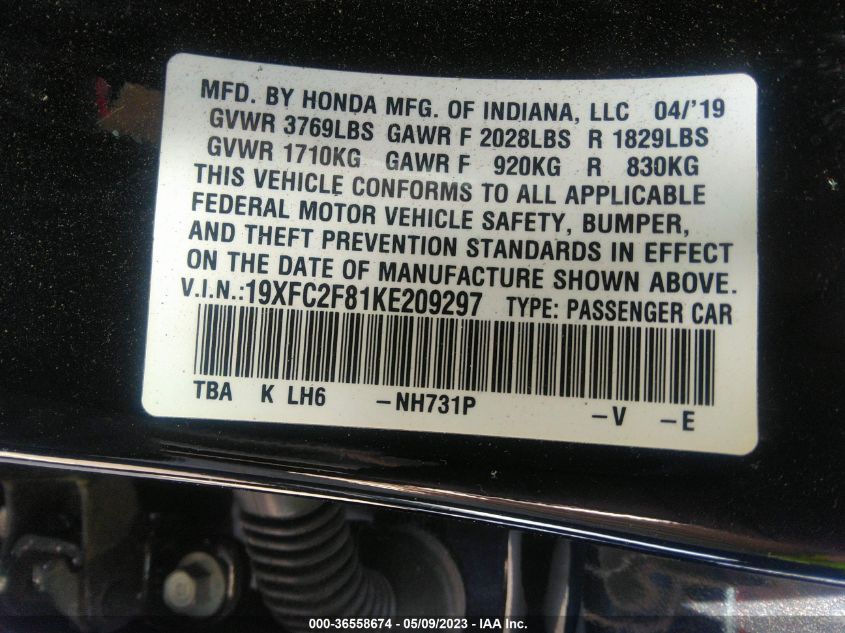 MFD. BY HONDA MFG. OF INDIANA, LLC 04/'19
GVWR 3769LBS GAWR F 2028LBS R 1829LBS
GVWR 1710KG GAWR F 920KG R 830KG
THIS VEHICLE CONFORMS TO ALL APPLICABLE
FEDERAL MOTOR VEHICLE SAFETY, BUMPER,
AND THEFT PREVENTION STANDARDS IN EFFECT
ON THE DATE OF MANUFACTURE SHOWN ABOVE.
V.I.N.:19XFC2F81KE209297 TYPE: PASSENGER CAR
TBA K LH6 –NH731P –V –E
000-36558674 - 05/09/2023 - IAA Inc.